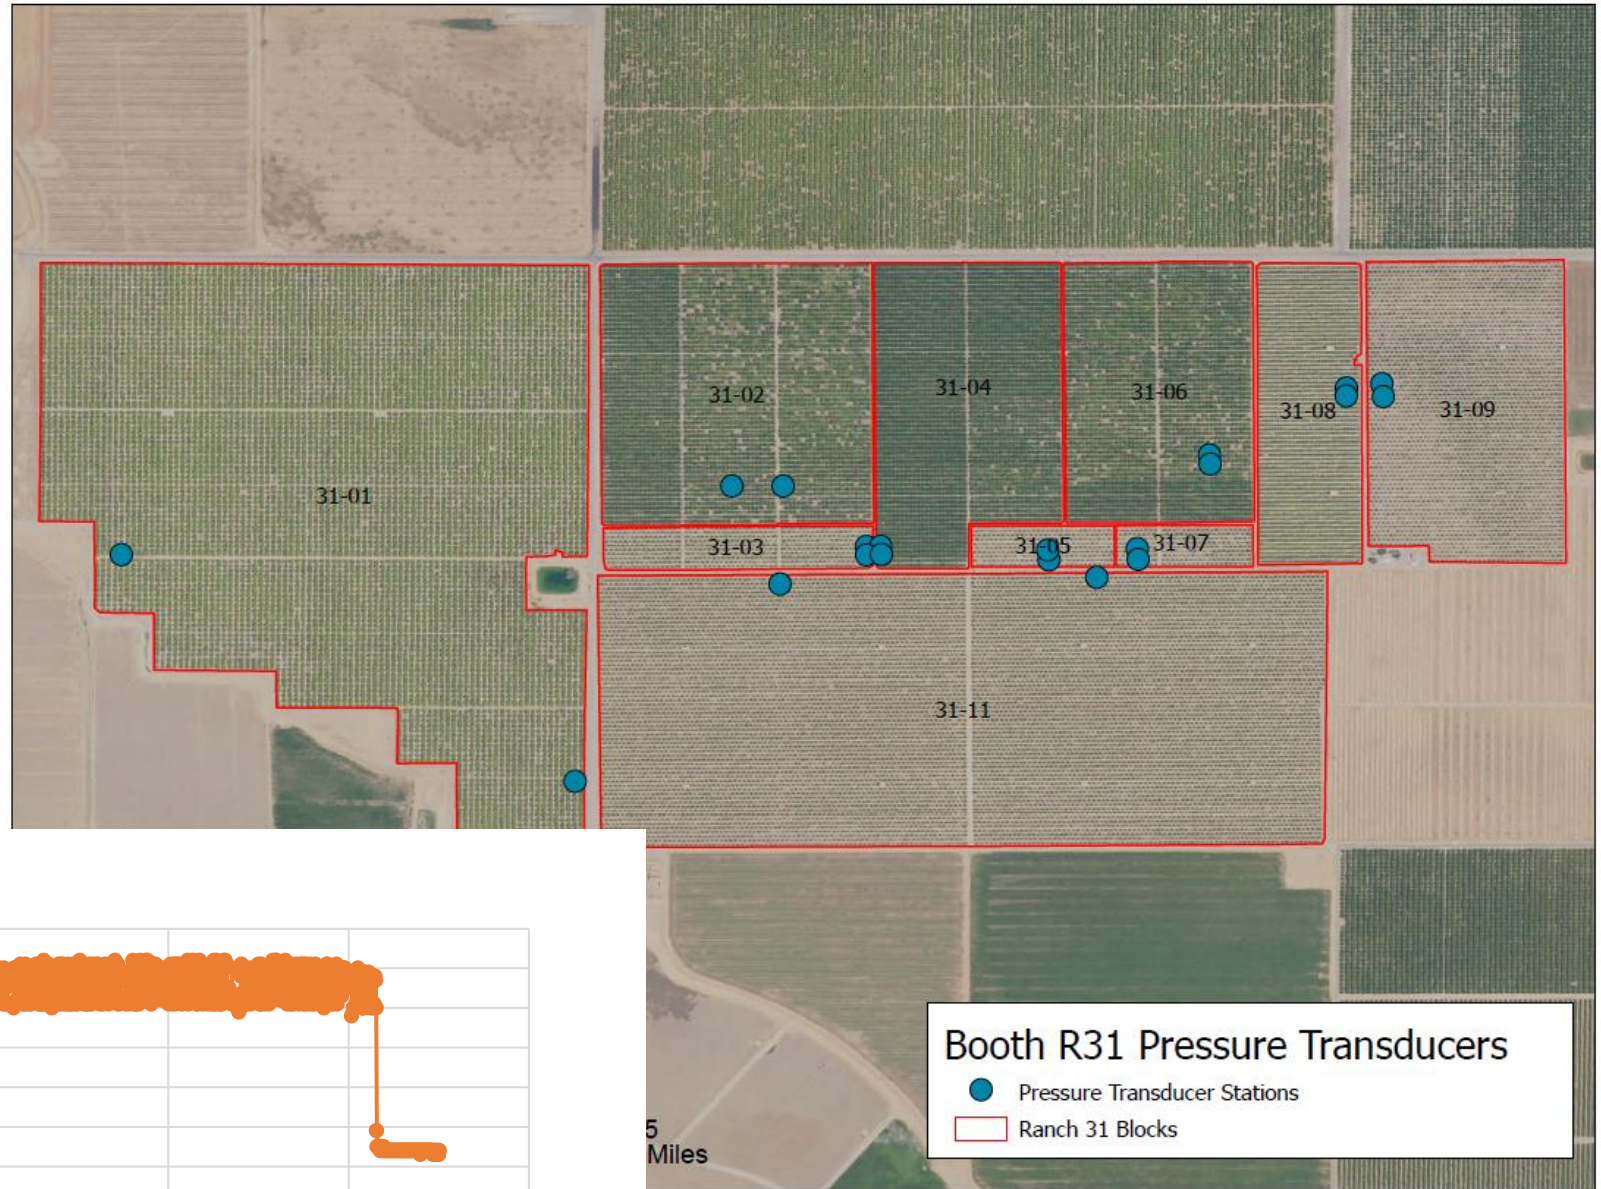 31-02
31-04
31-06
31-08
31-09
31-01
31-03
31-05
31-07
31-11
Booth R31 Pressure Transducers
Pressure Transducer Stations
Ranch 31 Blocks
5
Miles